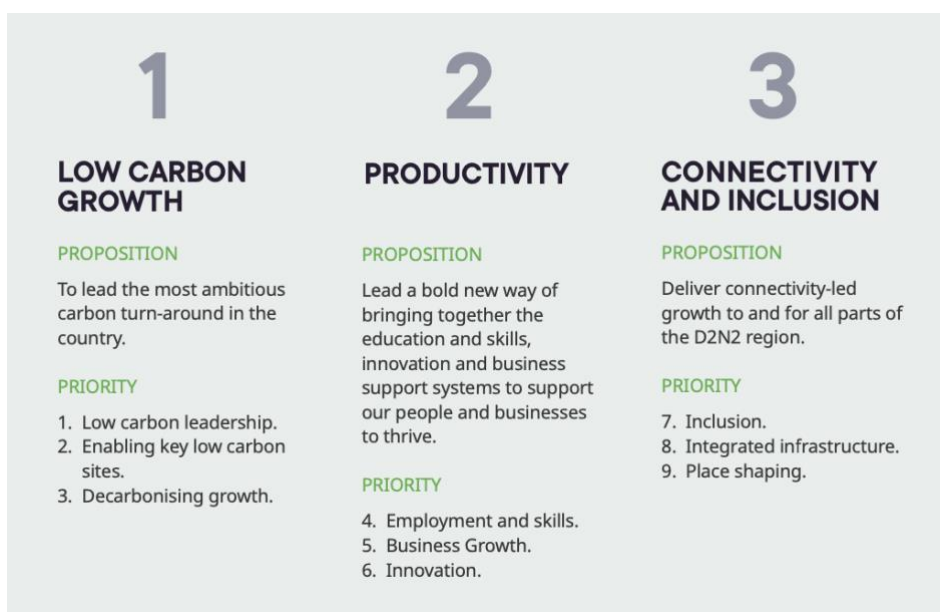 1
LOW CARBON
GROWTH
PROPOSITION
To lead the most ambitious
carbon turn-around in the
country.
PRIORITY
1. Low carbon leadership.
2. Enabling key low carbon
sites.
3. Decarbonising growth.
2
PRODUCTIVITY
PROPOSITION
Lead a bold new way of
bringing together the
education and skills,
innovation and business
support systems to support
our people and businesses
to thrive.
PRIORITY
4. Employment and skills.
5. Business Growth.
6. Innovation.
3
CONNECTIVITY
AND INCLUSION
PROPOSITION
Deliver connectivity-led
growth to and for all parts of
the D2N2 region.
PRIORITY
7. Inclusion.
8. Integrated infrastructure.
9. Place shaping.